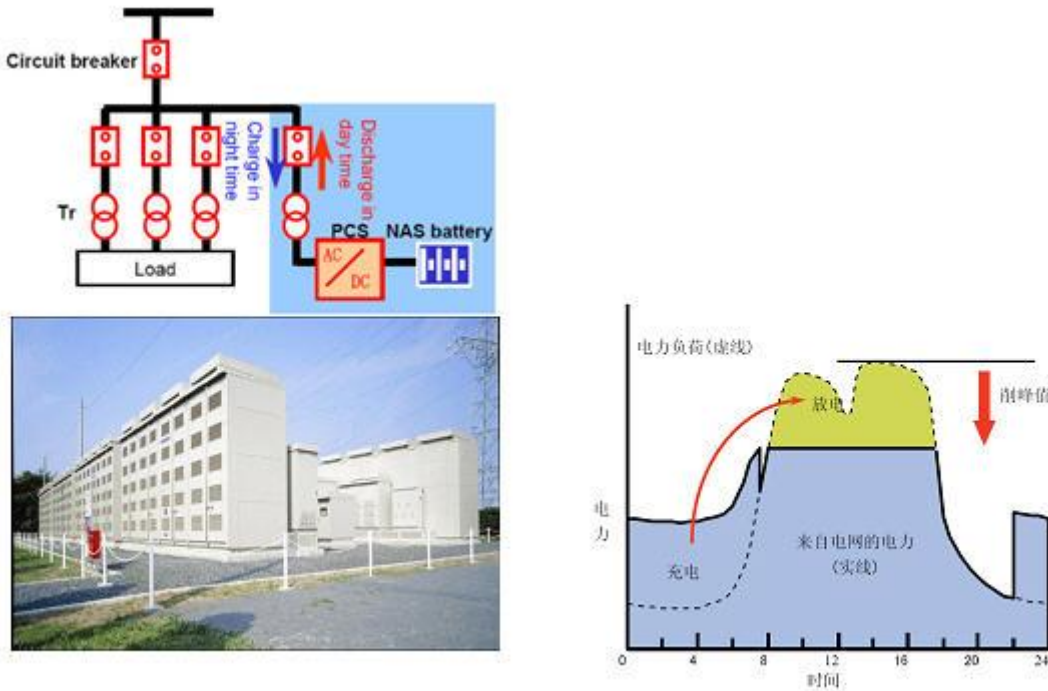 Circuit breaker
Charge in
night time
Discharge in
day time
Tr
PCS
NAS battery
AC
DC
Load
电力负荷(虚线)
放电
削峰值
电
力
来自电网的电力
(实线)
充电
0 4 8 12 16 20 24
时间